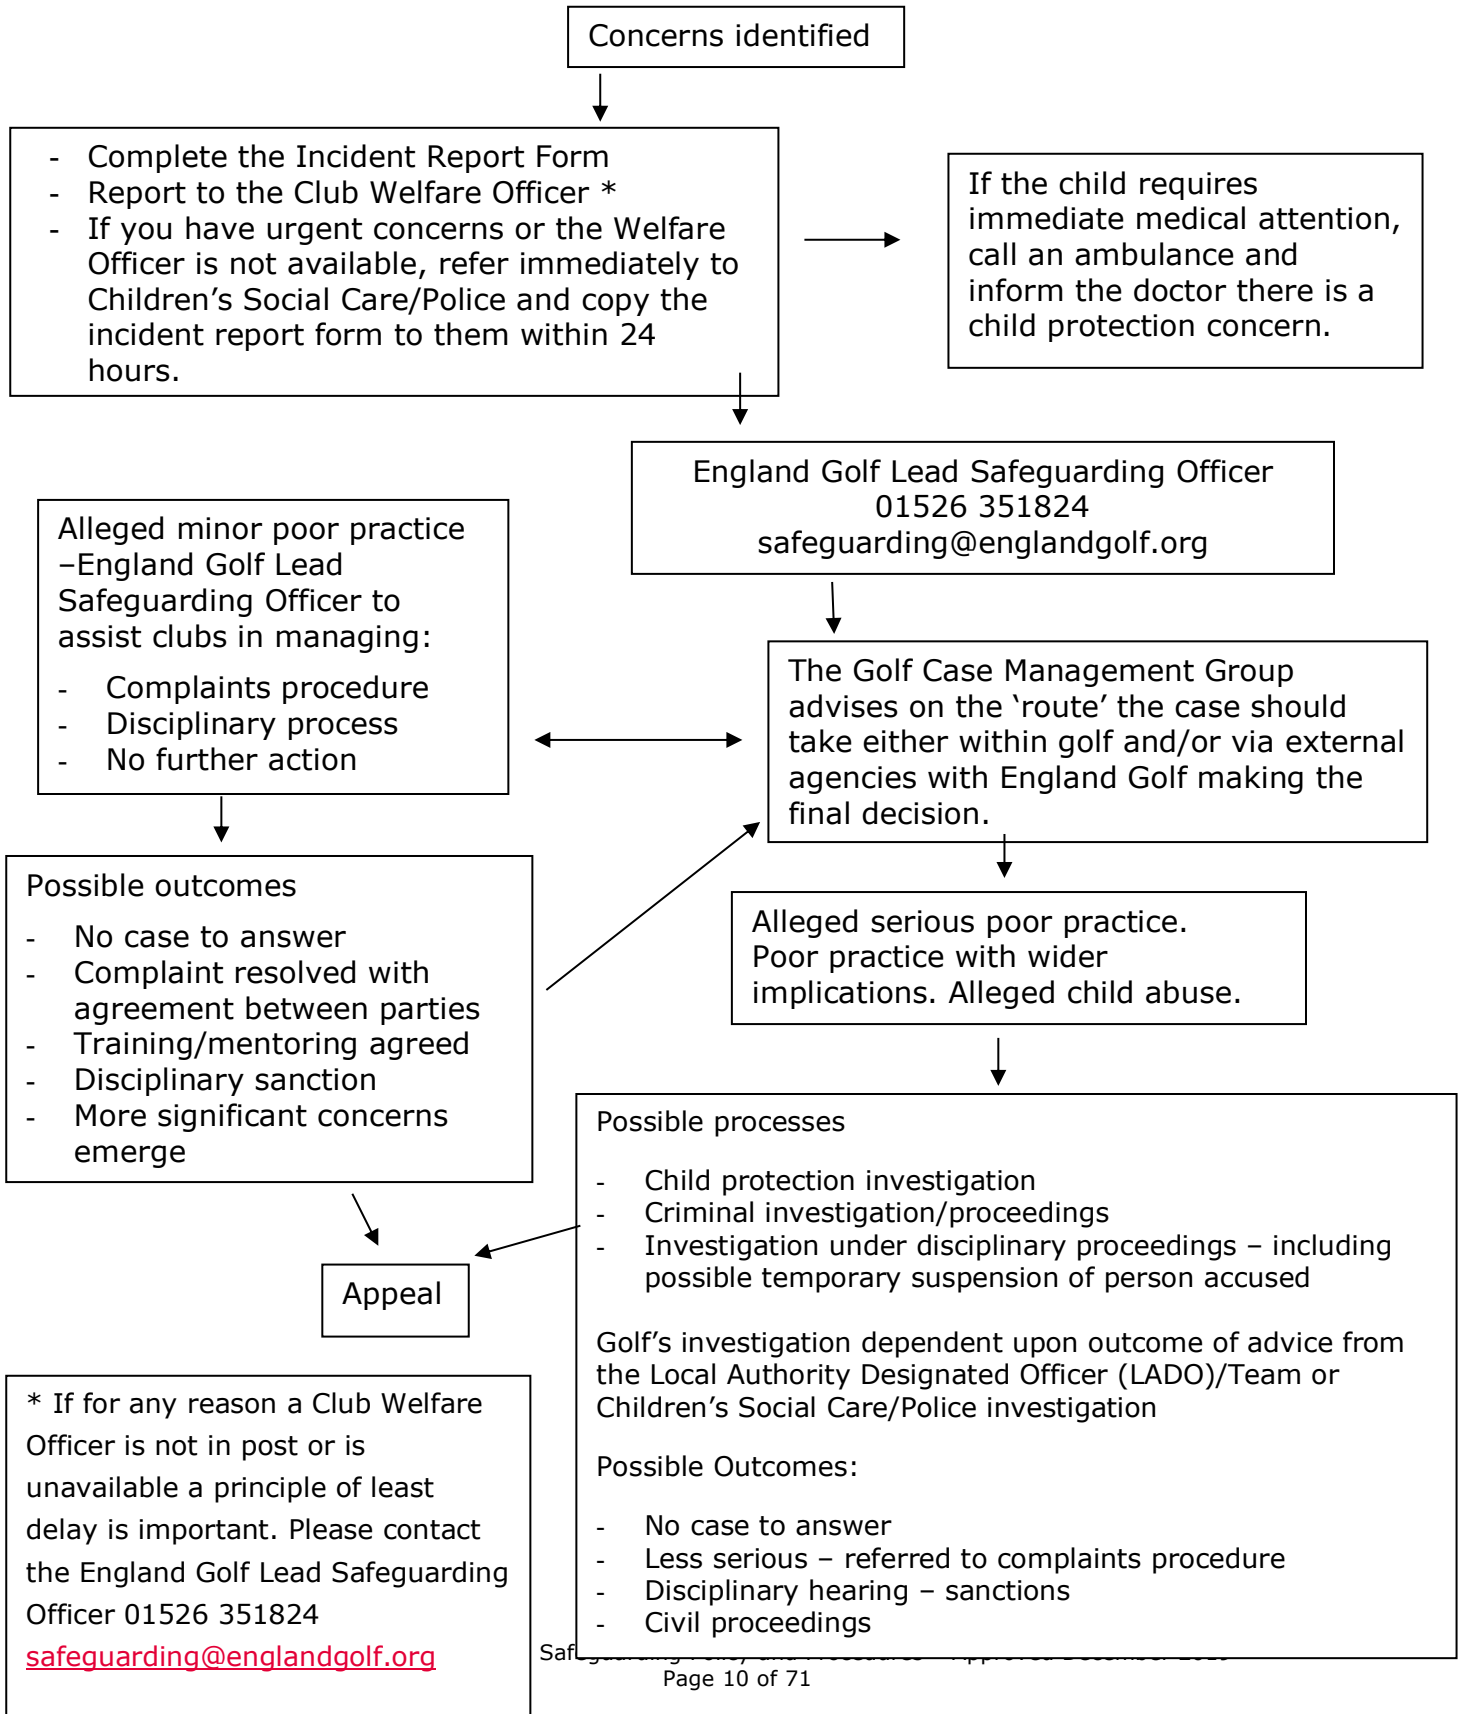 Concerns identified
- Complete the Incident Report Form
- Report to the Club Welfare Officer *
- If you have urgent concerns or the Welfare
Officer is not available, refer immediately to
Children’s Social Care/Police and copy the
incident report form to them within 24
hours.
If the child requires
immediate medical attention,
call an ambulance and
inform the doctor there is a
child protection concern.
England Golf Lead Safeguarding Officer
01526 351824
safeguarding@englandgolf.org
Alleged minor poor practice
–England Golf Lead
Safeguarding Officer to
assist clubs in managing:
- Complaints procedure
- Disciplinary process
- No further action
The Golf Case Management Group
advises on the ‘route’ the case should
take either within golf and/or via external
agencies with England Golf making the
final decision.
Possible outcomes
- No case to answer
- Complaint resolved with
agreement between parties
- Training/mentoring agreed
- Disciplinary sanction
- More significant concerns
emerge
Alleged serious poor practice.
Poor practice with wider
implications. Alleged child abuse.
Possible processes
- Child protection investigation
- Criminal investigation/proceedings
- Investigation under disciplinary proceedings – including
possible temporary suspension of person accused
Golf’s investigation dependent upon outcome of advice from
the Local Authority Designated Officer (LADO)/Team or
Children’s Social Care/Police investigation
Possible Outcomes:
- No case to answer
- Less serious – referred to complaints procedure
- Disciplinary hearing – sanctions
- Civil proceedings
Appeal
* If for any reason a Club Welfare
Officer is not in post or is
unavailable a principle of least
delay is important. Please contact
the England Golf Lead Safeguarding
Officer 01526 351824
safeguarding@englandgolf.org
Safeguarding Policy and Procedures – Approved December
Page 10 of 71